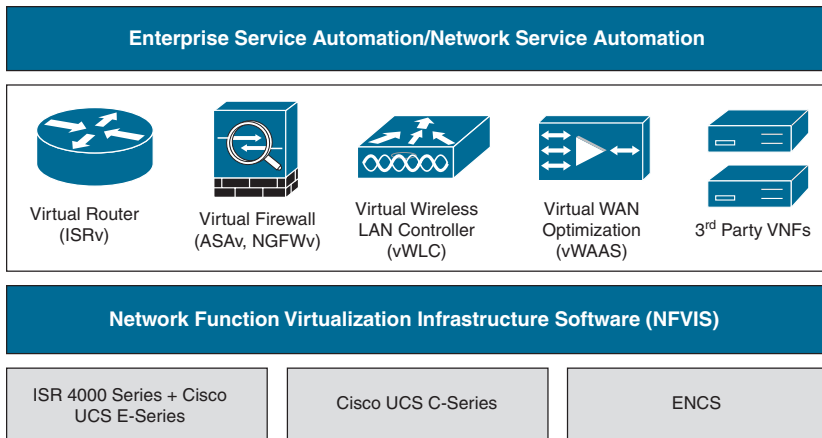 Enterprise Service Automation/Network Service Automation
Virtual Router
(ISRv)
Virtual Firewall
(ASAv, NGFWv)
Virtual Wireless
LAN Controller
(vWLC)
Virtual WAN
Optimization
(vWAAS)
3rd Party VNFs
Network Function Virtualization Infrastructure Software (NFVIS)
ISR 4000 Series + Cisco
UCS E-Series
Cisco UCS C-Series
ENCS